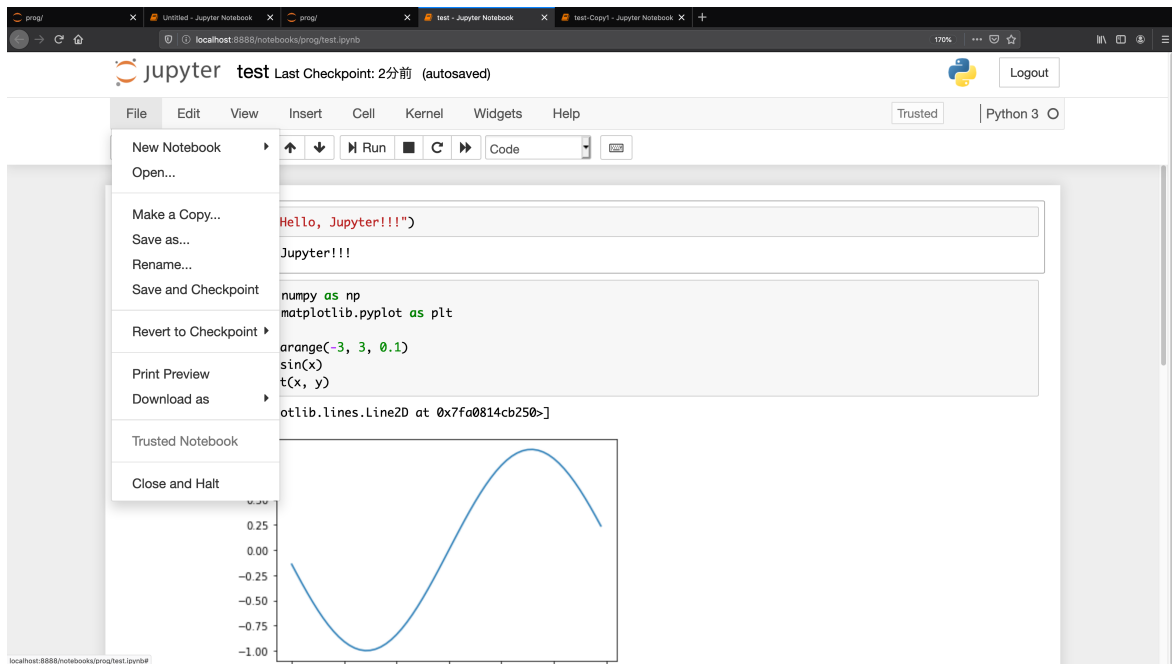 prog/
Untitled - Jupyter Notebook
prog/
test - Jupyter Notebook
test-Copy1 - Jupyter Notebook
localhost:8888/notebooks/prog/test.ipynb
170%
jupyter test Last Checkpoint: 2分前 (autosaved)
Logout
File Edit View Insert Cell Kernel Widgets Help
Trusted
Python 3
Run
Code
New Notebook
Open...
Make a Copy...
Save as...
Rename...
Save and Checkpoint
Revert to Checkpoint
Print Preview
Download as
Trusted Notebook
Close and Halt
Hello, Jupyter!!!")
Jupyter!!!
numpy as np
matplotlib.pyplot as plt
arange(-3, 3, 0.1)
sin(x)
t(x, y)
otlib.lines.Line2D at 0x7fa0814cb250>]
0.50
0.25
0.00
−0.25
−0.50
−0.75
−1.00
localhost:8888/notebooks/prog/test.ipynb#